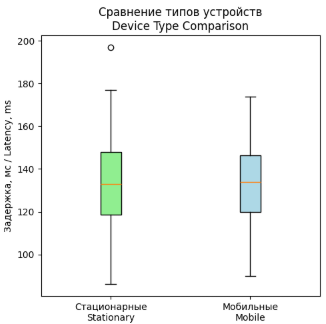 Сравнение типов устройств
Device Type Comparison
Задержка, мс / Latency, ms
200
180
160
140
120
100
Стационарные
Stationary
Мобильные
Mobile